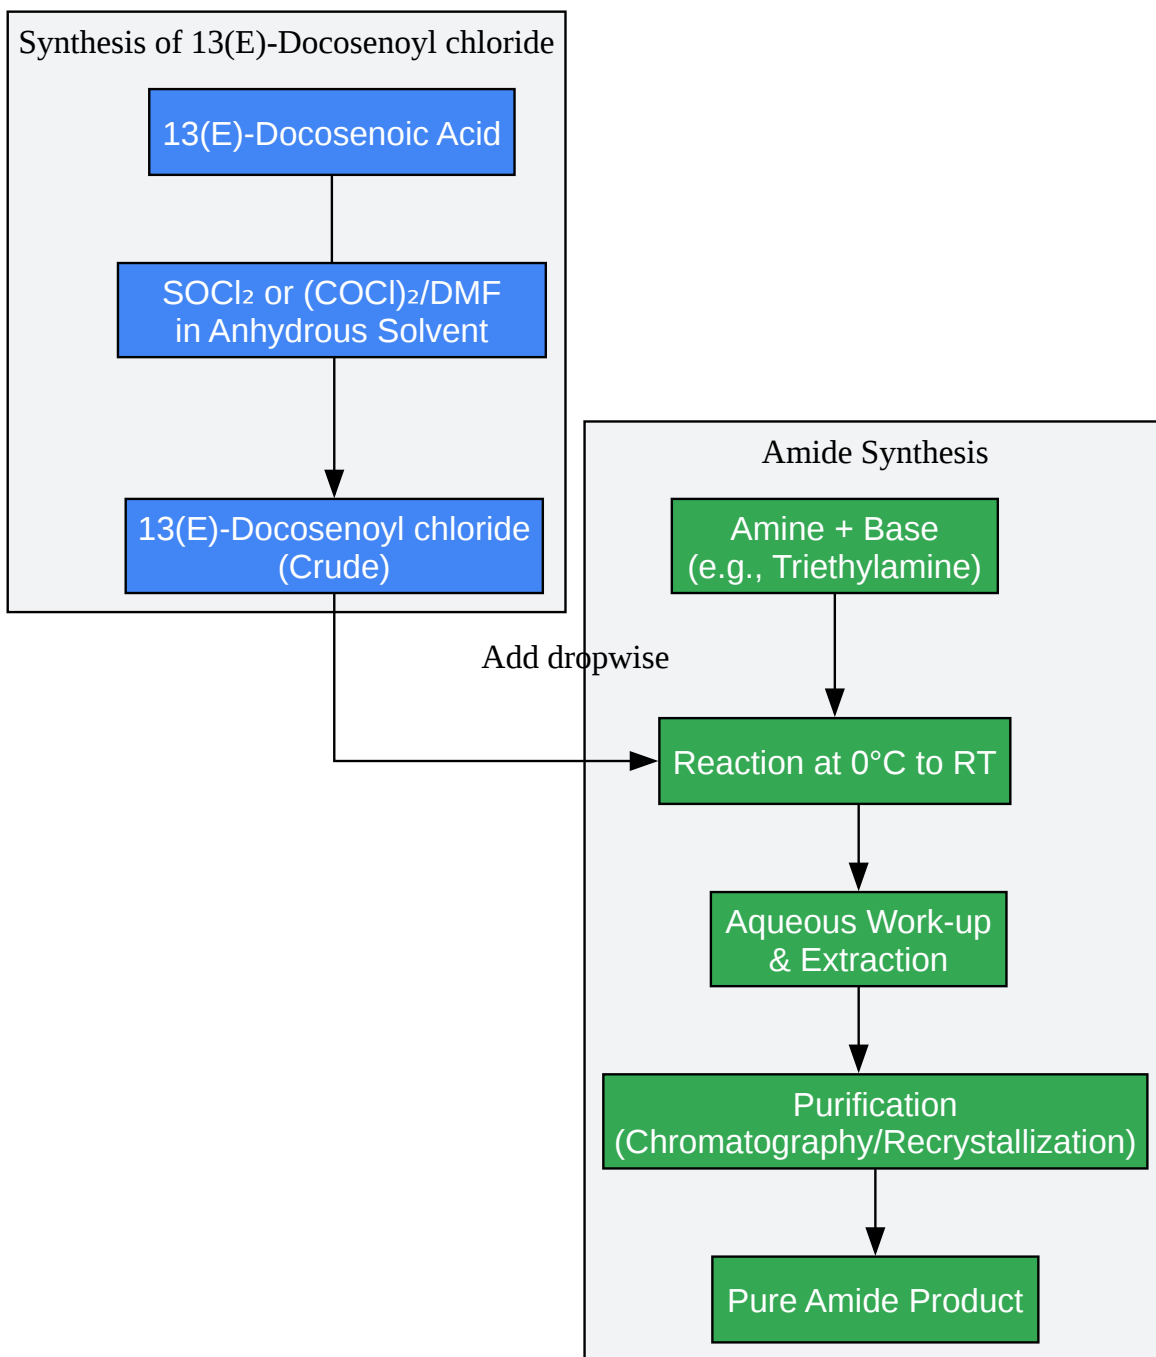 Synthesis of 13(E)-Docosenoyl chloride
13(E)-Docosenoic Acid
SOCl₂ or (COCl)₂/DMF
in Anhydrous Solvent
13(E)-Docosenoyl chloride
(Crude)
Add dropwise
Amide Synthesis
Amine + Base
(e.g., Triethylamine)
Reaction at 0°C to RT
Aqueous Work-up
& Extraction
Purification
(Chromatography/Recrystallization)
Pure Amide Product